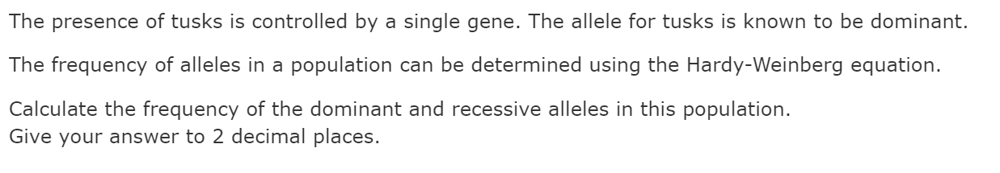 The presence of tusks is controlled by a single gene. The allele for tusks is known to be dominant.
The frequency of alleles in a population can be determined using the Hardy-Weinberg equation.
Calculate the frequency of the dominant and recessive alleles in this population.
Give your answer to 2 decimal places.